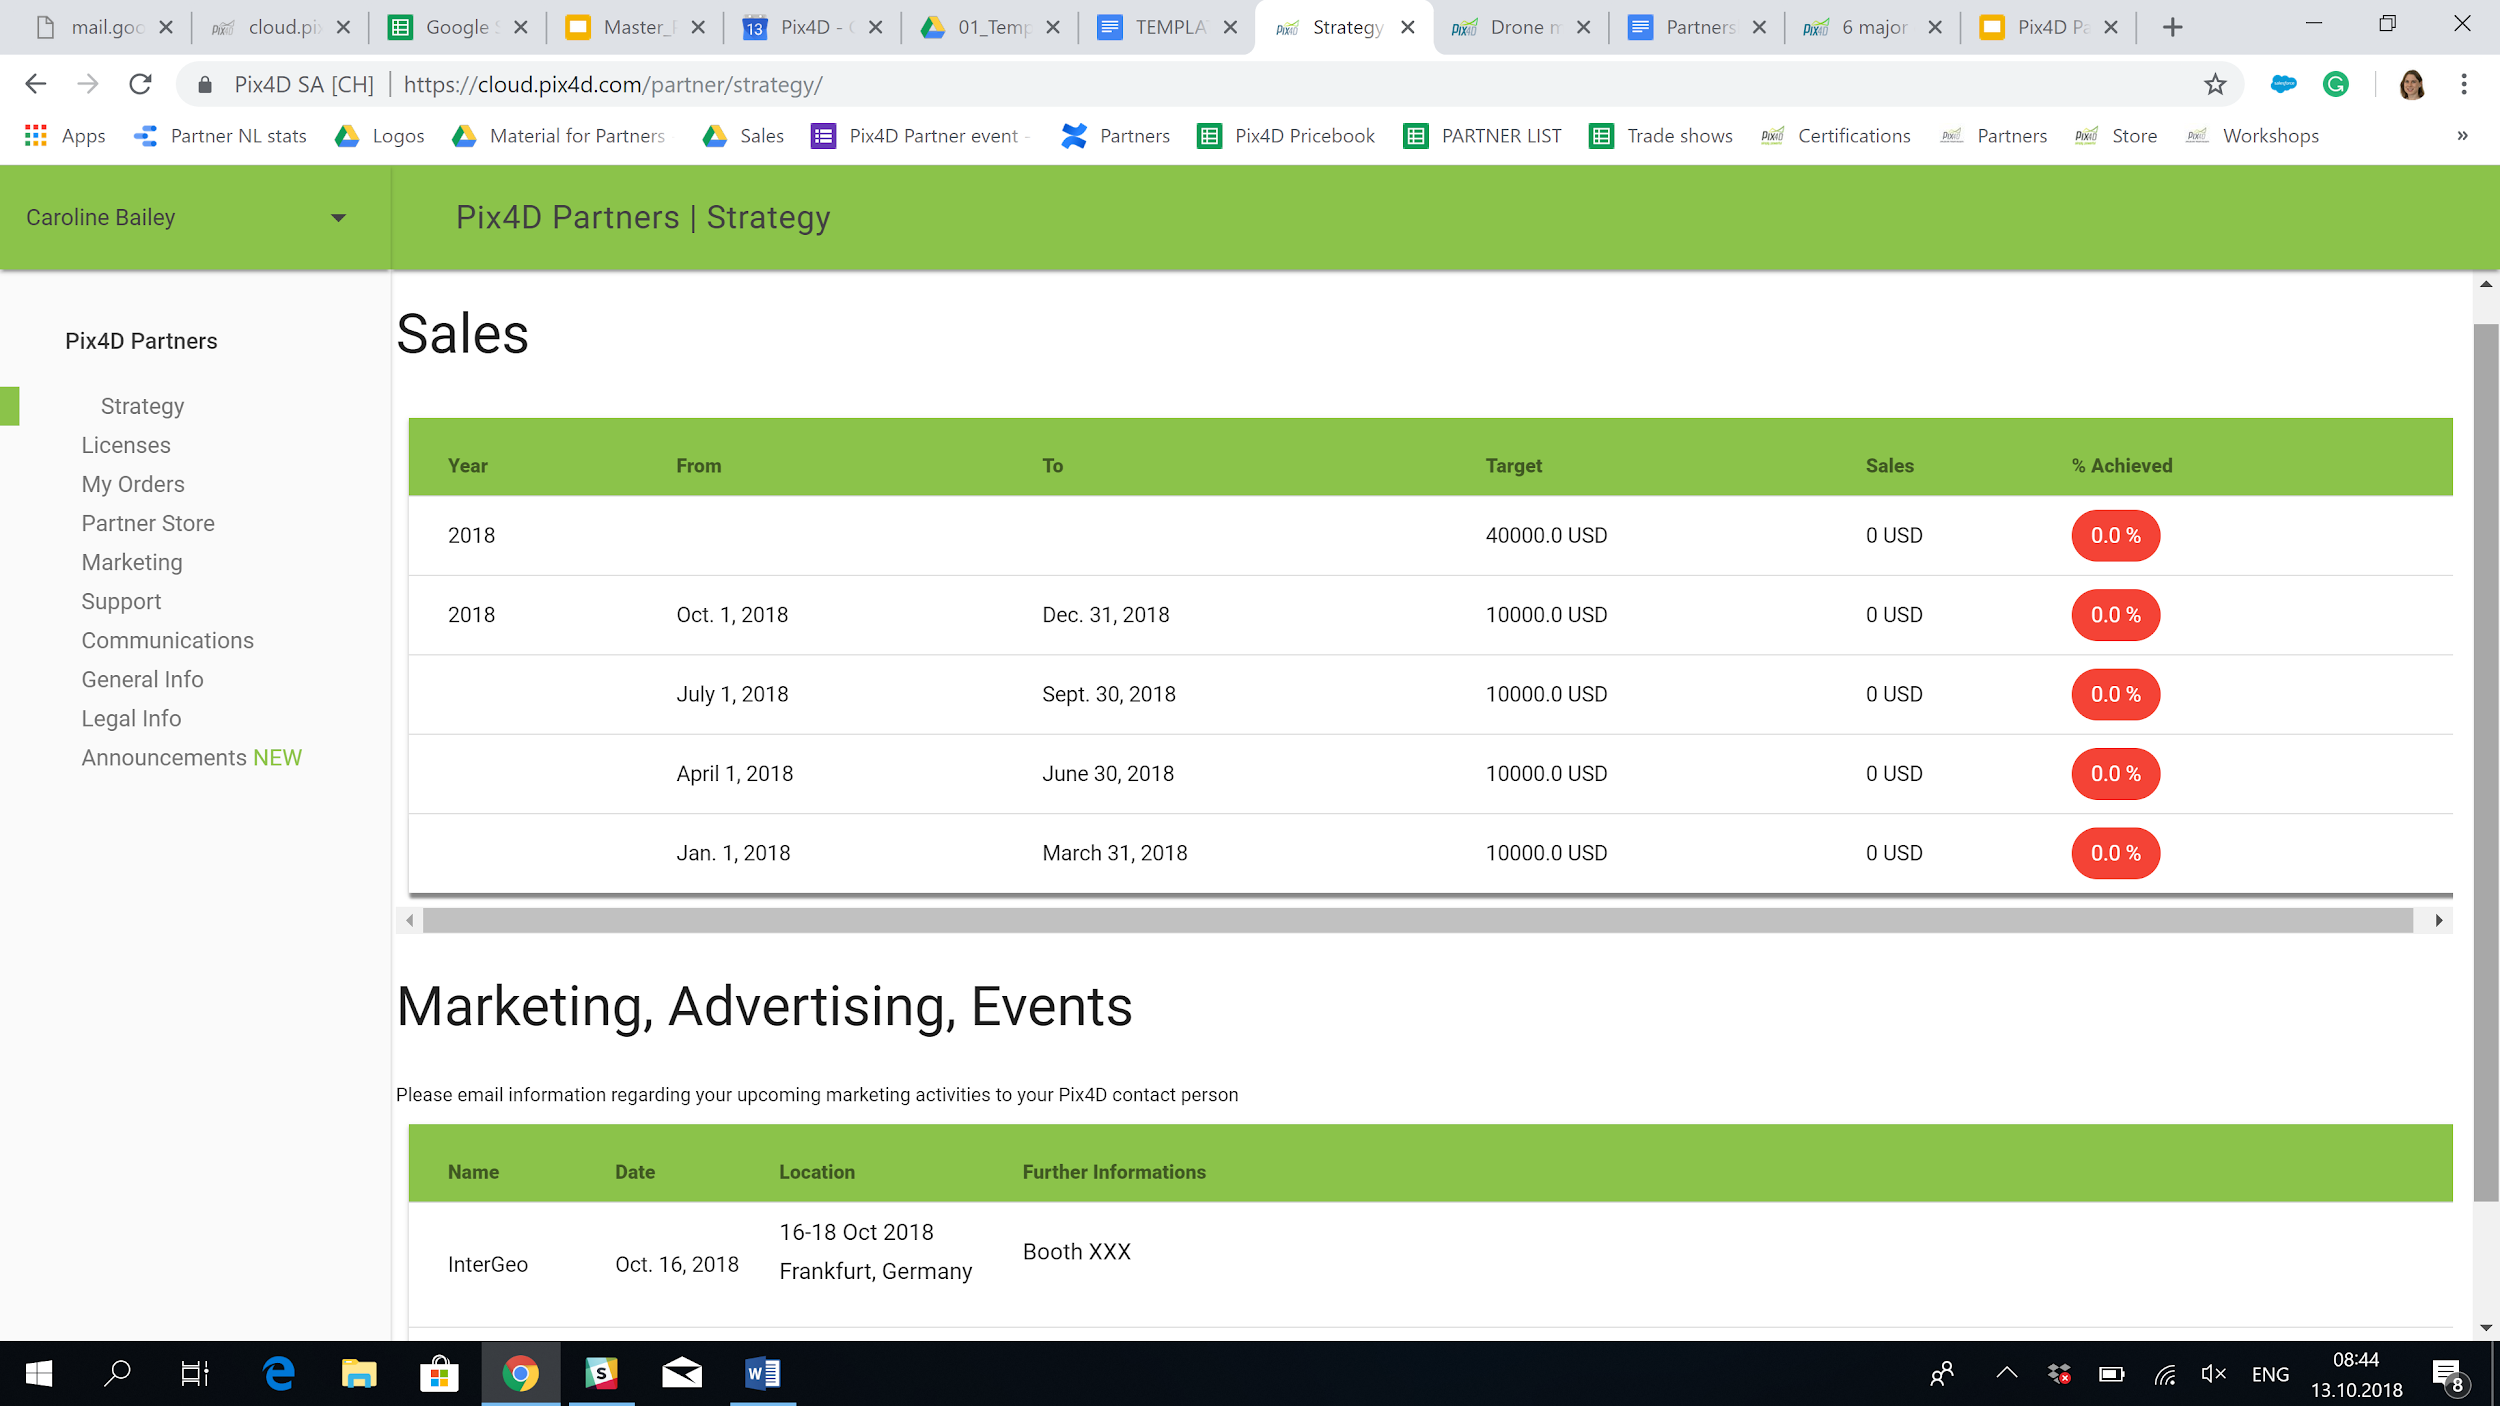 mail.goo cloud.pi Google Master_ 13 Pix4D - 01_Temp TEMPLA Strategy Drone m Partners 6 major Pix4D Pa
Pix4D SA [CH] https://cloud.pix4d.com/partner/strategy/
Apps Partner NL stats Logos Material for Partners Sales Pix4D Partner event - Partners Pix4D Pricebook PARTNER LIST Trade shows Certifications Partners Store Workshops »
Caroline Bailey
Pix4D Partners | Strategy
Pix4D Partners
Strategy
Licenses
My Orders
Partner Store
Marketing
Support
Communications
General Info
Legal Info
Announcements NEW
Sales
Year From To Target Sales % Achieved
2018 40000.0 USD 0 USD 0.0 %
2018 Oct. 1, 2018 Dec. 31, 2018 10000.0 USD 0 USD 0.0 %
July 1, 2018 Sept. 30, 2018 10000.0 USD 0 USD 0.0 %
April 1, 2018 June 30, 2018 10000.0 USD 0 USD 0.0 %
Jan. 1, 2018 March 31, 2018 10000.0 USD 0 USD 0.0 %
Marketing, Advertising, Events
Please email information regarding your upcoming marketing activities to your Pix4D contact person
Name Date Location Further Informations
InterGeo Oct. 16, 2018 16-18 Oct 2018 Booth XXX
Frankfurt, Germany
ENG 08:44
13.10.2018 8